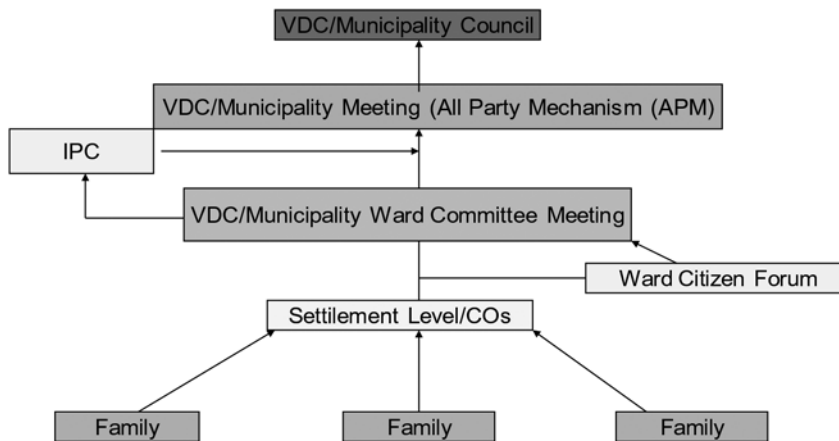 VDC/Municipality Council
VDC/Municipality Meeting (All Party Mechanism (APM)
IPC
VDC/Municipality Ward Committee Meeting
Ward Citizen Forum
Settilement Level/COs
Family
Family
Family